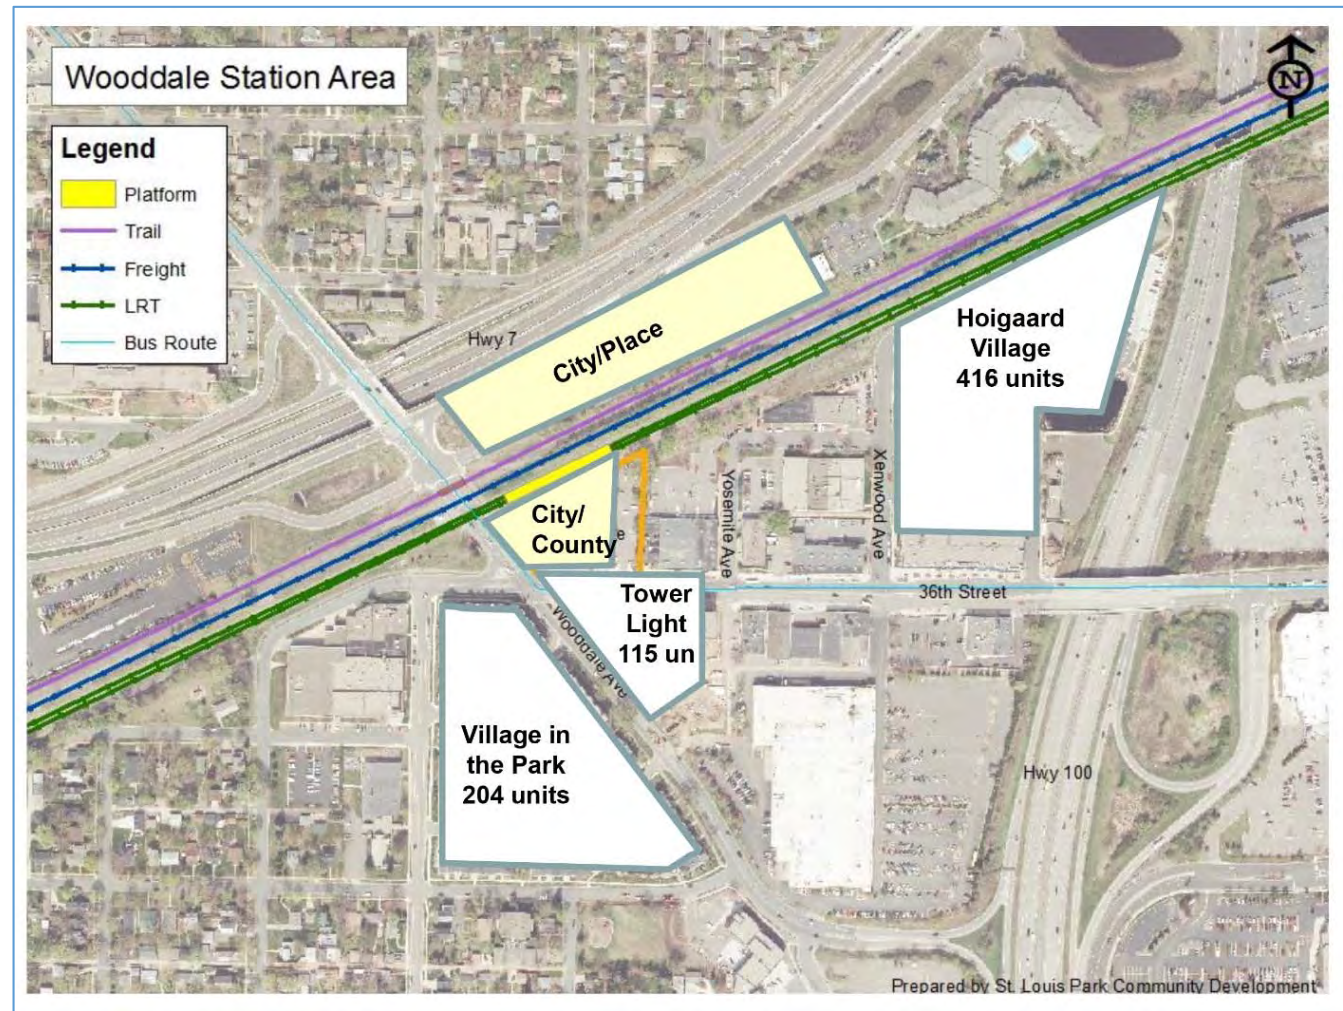 Wooddale Station Area
N
Legend
Platform
Trail
Freight
LRT
Bus Route
Hwy 7
City/Place
Hoigaard
Village
416 units
City/
County
e
Yosemite Ave
Xenwood Ave
36th Street
Tower
Light
115 un
Wooddale Ave
Village in
the Park
204 units
Hwy 100
Prepared by St. Louis Park Community Development